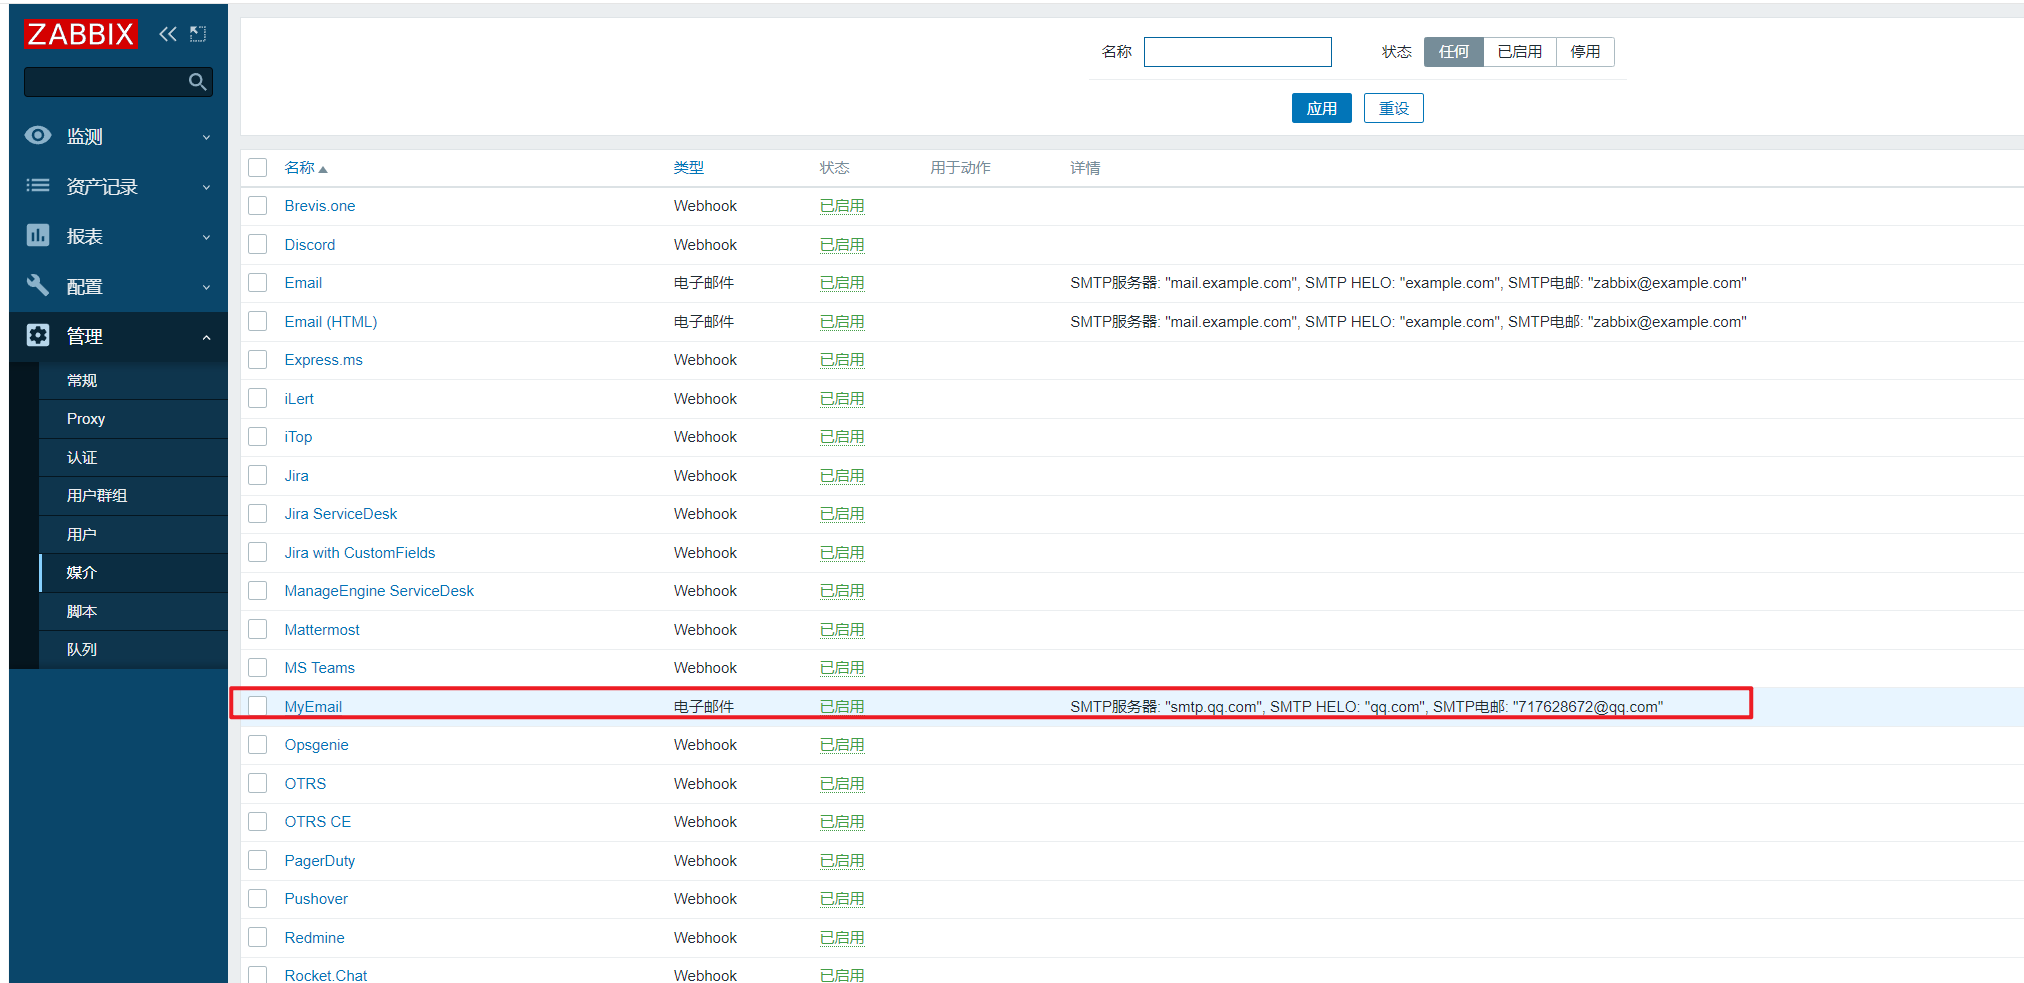 ZABBIX
监测
资产记录
报表
配置
管理
常规
Proxy
认证
用户群组
用户
媒介
脚本
队列
名称 状态 任何 已启用 停用
应用 重设
名称 类型 状态 用于动作 详情
Brevis.one Webhook 已启用
Discord Webhook 已启用
Email 电子邮件 已启用 SMTP服务器: "mail.example.com", SMTP HELO: "example.com", SMTP电邮: "zabbix@example.com"
Email (HTML) 电子邮件 已启用 SMTP服务器: "mail.example.com", SMTP HELO: "example.com", SMTP电邮: "zabbix@example.com"
Express.ms Webhook 已启用
iLert Webhook 已启用
iTop Webhook 已启用
Jira Webhook 已启用
Jira ServiceDesk Webhook 已启用
Jira with CustomFields Webhook 已启用
ManageEngine ServiceDesk Webhook 已启用
Mattermost Webhook 已启用
MS Teams Webhook 已启用
MyEmail 电子邮件 已启用 SMTP服务器: "smtp.qq.com", SMTP HELO: "qq.com", SMTP电邮: "717628672@qq.com"
Opsgenie Webhook 已启用
OTRS Webhook 已启用
OTRS CE Webhook 已启用
PagerDuty Webhook 已启用
Pushover Webhook 已启用
Redmine Webhook 已启用
Rocket.Chat Webhook 已启用